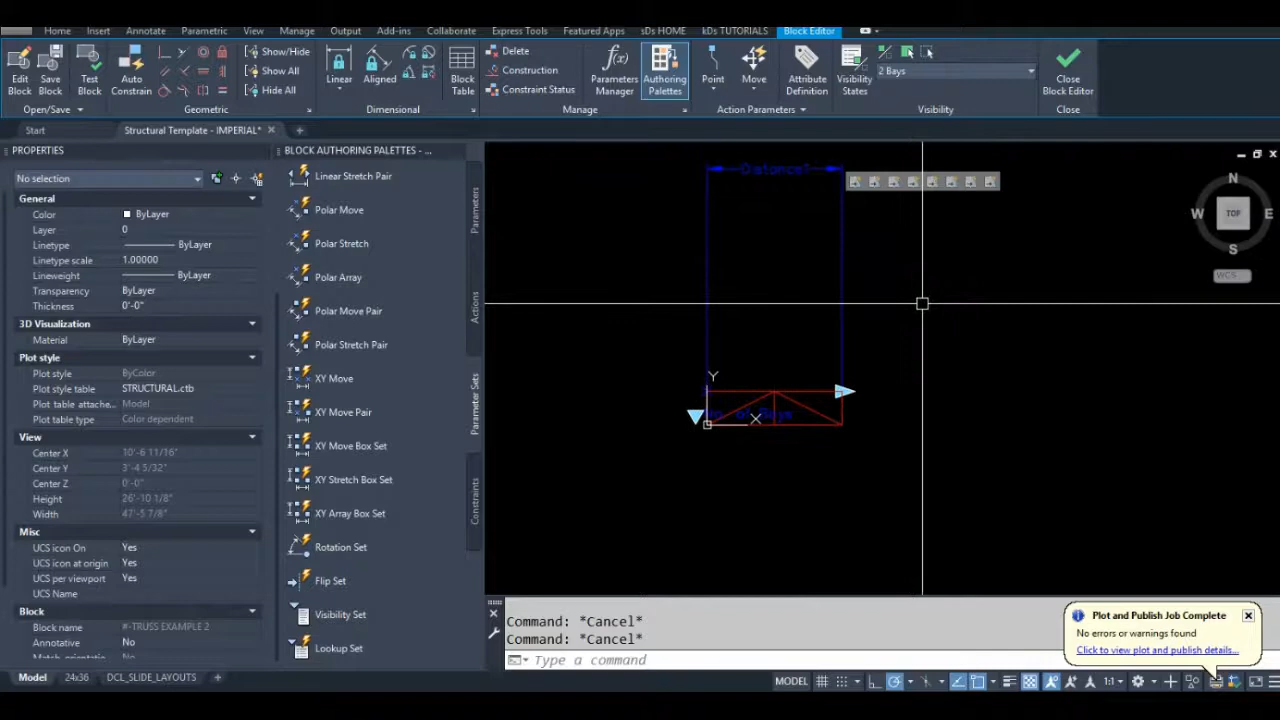 Home Insert Annotate Parametric View Manage Output Add-ins Collaborate Express Tools Featured Apps sDs HOME kDs TUTORIALS Block Editor
Edit Block
Save Block
Test Block
Auto Constrain
Show/Hide
Show All
Hide All
Linear
Aligned
Block Table
Delete
Construction
Constraint Status
Parameters Manager
Authoring Palettes
Point
Move
Attribute Definition
Visibility States
2 Bays
Close Block Editor
Open/Save
Geometric
Dimensional
Manage
Action Parameters
Visibility
Close
Start
Structural Template - IMPERIAL*
PROPERTIES
No selection
General
Color ByLayer
Layer 0
Linetype ByLayer
Linetype scale 1.00000
Lineweight ByLayer
Transparency ByLayer
Thickness 0'-0"
3D Visualization
Material ByLayer
Plot style
Plot style ByColor
Plot style table STRUCTURAL.ctb
Plot table attache... Model
Plot table type Color dependent
View
Center X 10'-6 11/16"
Center Y 3'-4 5/32"
Center Z 0'-0"
Height 26'-10 1/8"
Width 47'-5 7/8"
Misc
UCS icon On Yes
UCS icon at origin Yes
UCS per viewport Yes
UCS Name
Block
Block name #-TRUSS EXAMPLE 2
Annotative No
BLOCK AUTHORING PALETTES - ...
Linear Stretch Pair
Polar Move
Polar Stretch
Polar Array
Polar Move Pair
Polar Stretch Pair
XY Move
XY Move Pair
XY Move Box Set
XY Stretch Box Set
XY Array Box Set
Rotation Set
Flip Set
Visibility Set
Lookup Set
Parameters
Actions
Parameter Sets
Constraints
Y
X
of Bays
N
W TOP E
S
WCS
Command: *Cancel*
Command: *Cancel*
Type a command
Plot and Publish Job Complete
No errors or warnings found
Click to view plot and publish details...
Model 24x36 DCL_SLIDE_LAYOUTS
MODEL 1:1